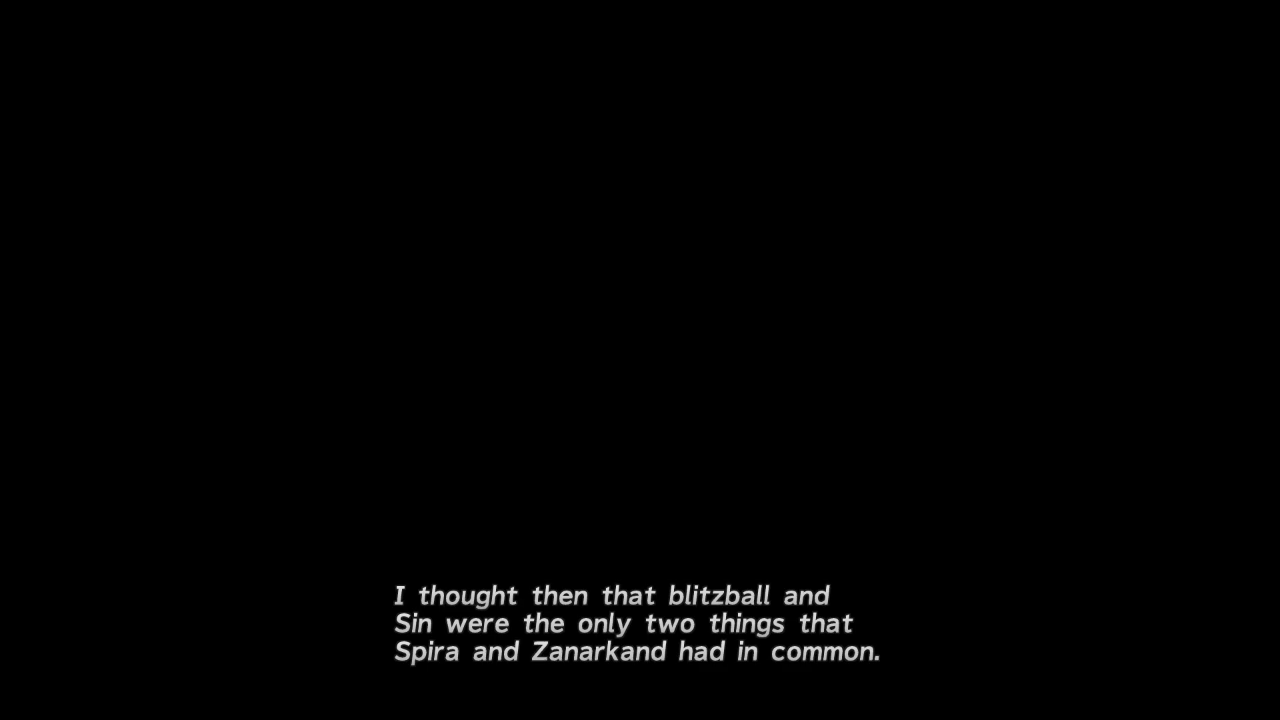 I thought then that blitzball and
Sin were the only two things that
Spira and Zanarkand had in common.